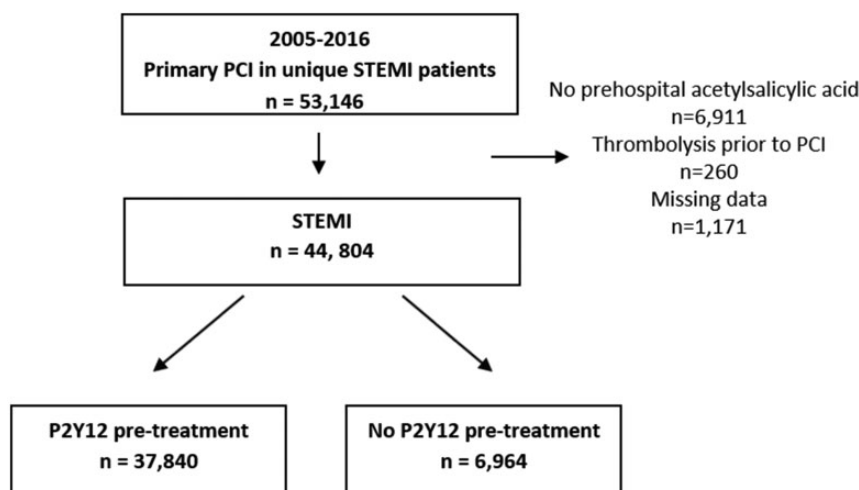 2005-2016
Primary PCI in unique STEMI patients
n = 53,146
No prehospital acetylsalicylic acid
n=6,911
Thrombolysis prior to PCI
n=260
Missing data
n=1,171
STEMI
n = 44, 804
P2Y12 pre-treatment
n = 37,840
No P2Y12 pre-treatment
n = 6,964